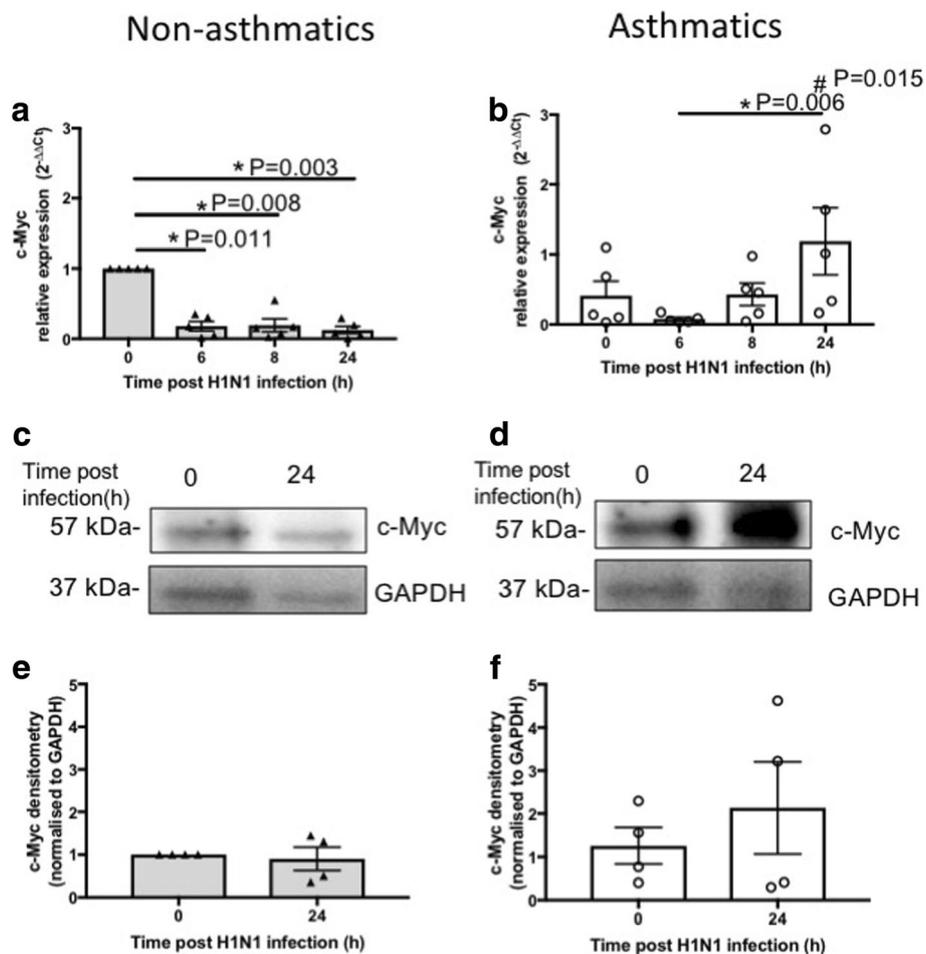 Non-asthmatics
Asthmatics
a
c-Myc
relative expression (2-ΔΔCt)
3
2
1
0
* P=0.003
* P=0.008
* P=0.011
0 6 8 24
Time post H1N1 infection (h)
b
c-Myc
relative expression (2-ΔΔCt)
3
2
1
0
# P=0.015
* P=0.006
0 6 8 24
Time post H1N1 infection (h)
c
Time post
infection(h)
0 24
57 kDa-
c-Myc
37 kDa-
GAPDH
d
Time post
infection(h)
0 24
57 kDa-
c-Myc
37 kDa-
GAPDH
e
c-Myc densitometry
(normalised to GAPDH)
5
4
3
2
1
0
0 24
Time post H1N1 infection (h)
f
c-Myc densitometry
(normalised to GAPDH)
5
4
3
2
1
0
0 24
Time post H1N1 infection (h)